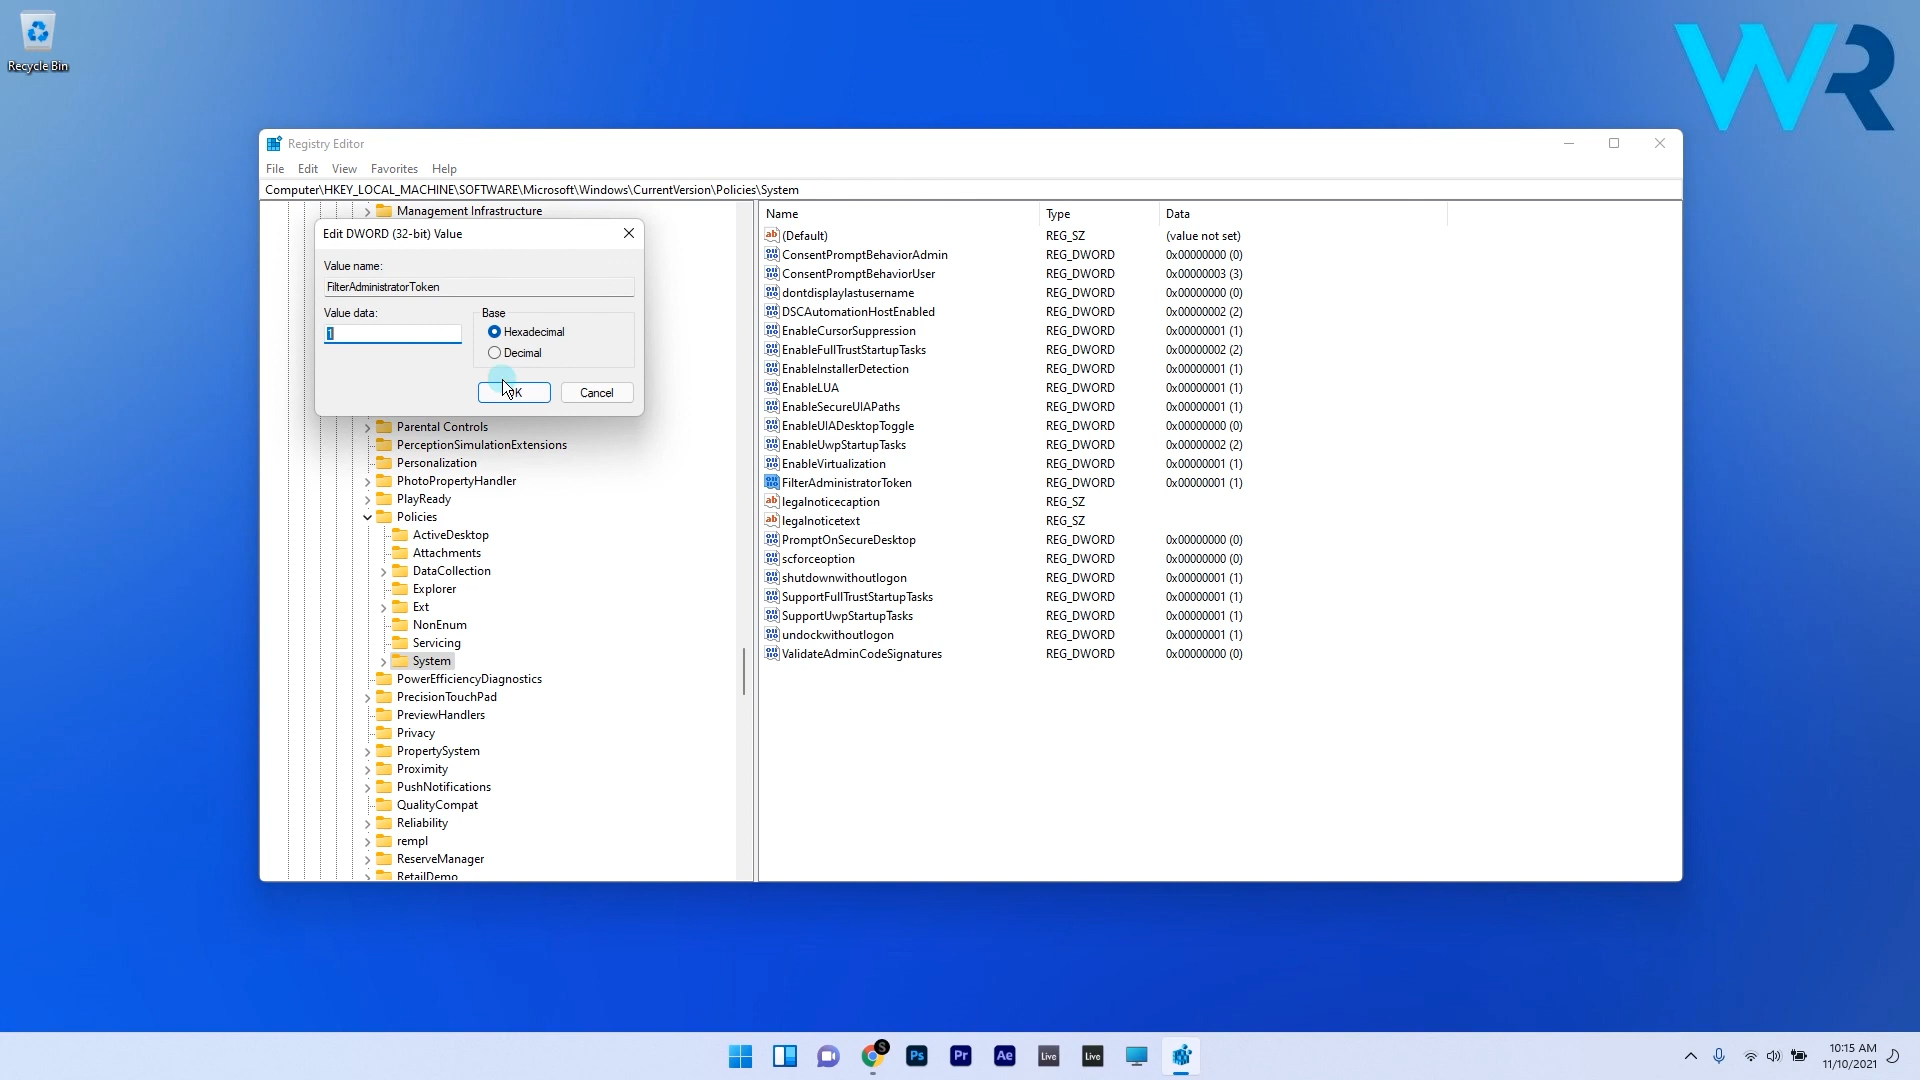 Recycle Bin
WR
Registry Editor
File Edit View Favorites Help
Computer\HKEY_LOCAL_MACHINE\SOFTWARE\Microsoft\Windows\CurrentVersion\Policies\System
Management Infrastructure
Edit DWORD (32-bit) Value
Value name:
FilterAdministratorToken
Value data:
1
Base
Hexadecimal
Decimal
OK
Cancel
Parental Controls
PerceptionSimulationExtensions
Personalization
PhotoPropertyHandler
PlayReady
Policies
ActiveDesktop
Attachments
DataCollection
Explorer
Ext
NonEnum
Servicing
System
PowerEfficiencyDiagnostics
PrecisionTouchPad
PreviewHandlers
Privacy
PropertySystem
Proximity
PushNotifications
QualityCompat
Reliability
rempl
ReserveManager
RetailDemo
Name Type Data
(Default) REG_SZ (value not set)
ConsentPromptBehaviorAdmin REG_DWORD 0x00000000 (0)
ConsentPromptBehaviorUser REG_DWORD 0x00000003 (3)
dontdisplaylastusername REG_DWORD 0x00000000 (0)
DSCAutomationHostEnabled REG_DWORD 0x00000002 (2)
EnableCursorSuppression REG_DWORD 0x00000001 (1)
EnableFullTrustStartupTasks REG_DWORD 0x00000002 (2)
EnableInstallerDetection REG_DWORD 0x00000001 (1)
EnableLUA REG_DWORD 0x00000001 (1)
EnableSecureUIAPaths REG_DWORD 0x00000001 (1)
EnableUIADesktopToggle REG_DWORD 0x00000000 (0)
EnableUwpStartupTasks REG_DWORD 0x00000002 (2)
EnableVirtualization REG_DWORD 0x00000001 (1)
FilterAdministratorToken REG_DWORD 0x00000001 (1)
legalnoticecaption REG_SZ
legalnoticetext REG_SZ
PromptOnSecureDesktop REG_DWORD 0x00000000 (0)
scforceoption REG_DWORD 0x00000000 (0)
shutdownwithoutlogon REG_DWORD 0x00000001 (1)
SupportFullTrustStartupTasks REG_DWORD 0x00000001 (1)
SupportUwpStartupTasks REG_DWORD 0x00000001 (1)
undockwithoutlogon REG_DWORD 0x00000001 (1)
ValidateAdminCodeSignatures REG_DWORD 0x00000000 (0)
S
Ps Pr Ae Live Live
10:15 AM
11/10/2021